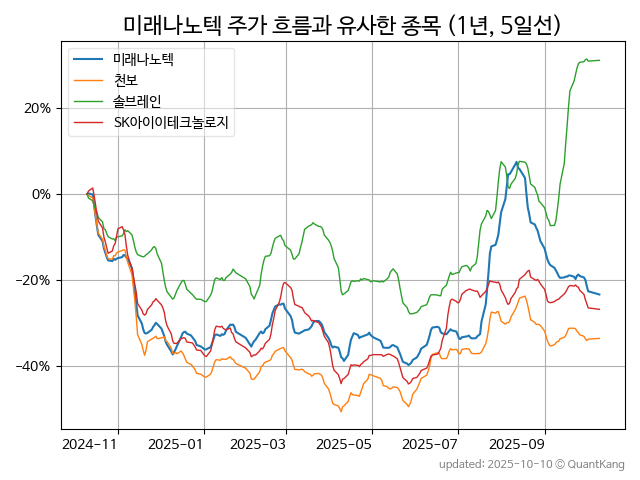 미래나노텍 주가 흐름과 유사한 종목 (1년, 5일선)
미래나노텍
천보
솔브레인
SK아이이테크놀로지
20%
0%
−20%
−40%
2024-11 2025-01 2025-03 2025-05 2025-07 2025-09
updated: 2025-10-10 © QuantKang